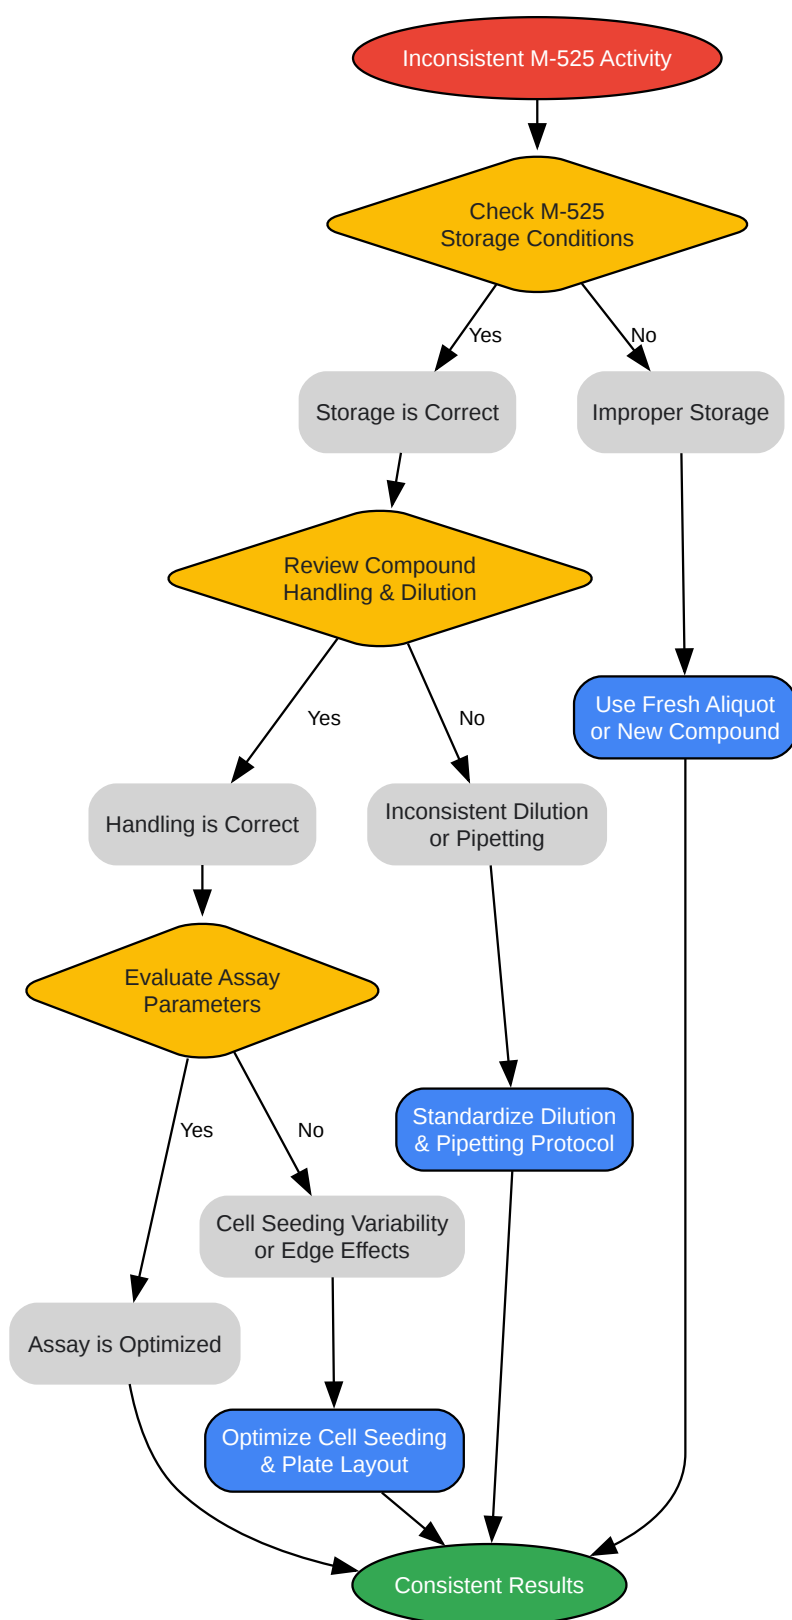 Inconsistent M-525 Activity
Check M-525
Storage Conditions
Yes
No
Storage is Correct
Improper Storage
Review Compound
Handling & Dilution
Use Fresh Aliquot
or New Compound
Yes
No
Handling is Correct
Inconsistent Dilution
or Pipetting
Evaluate Assay
Parameters
Yes
No
Standardize Dilution
& Pipetting Protocol
Cell Seeding Variability
or Edge Effects
Assay is Optimized
Optimize Cell Seeding
& Plate Layout
Consistent Results